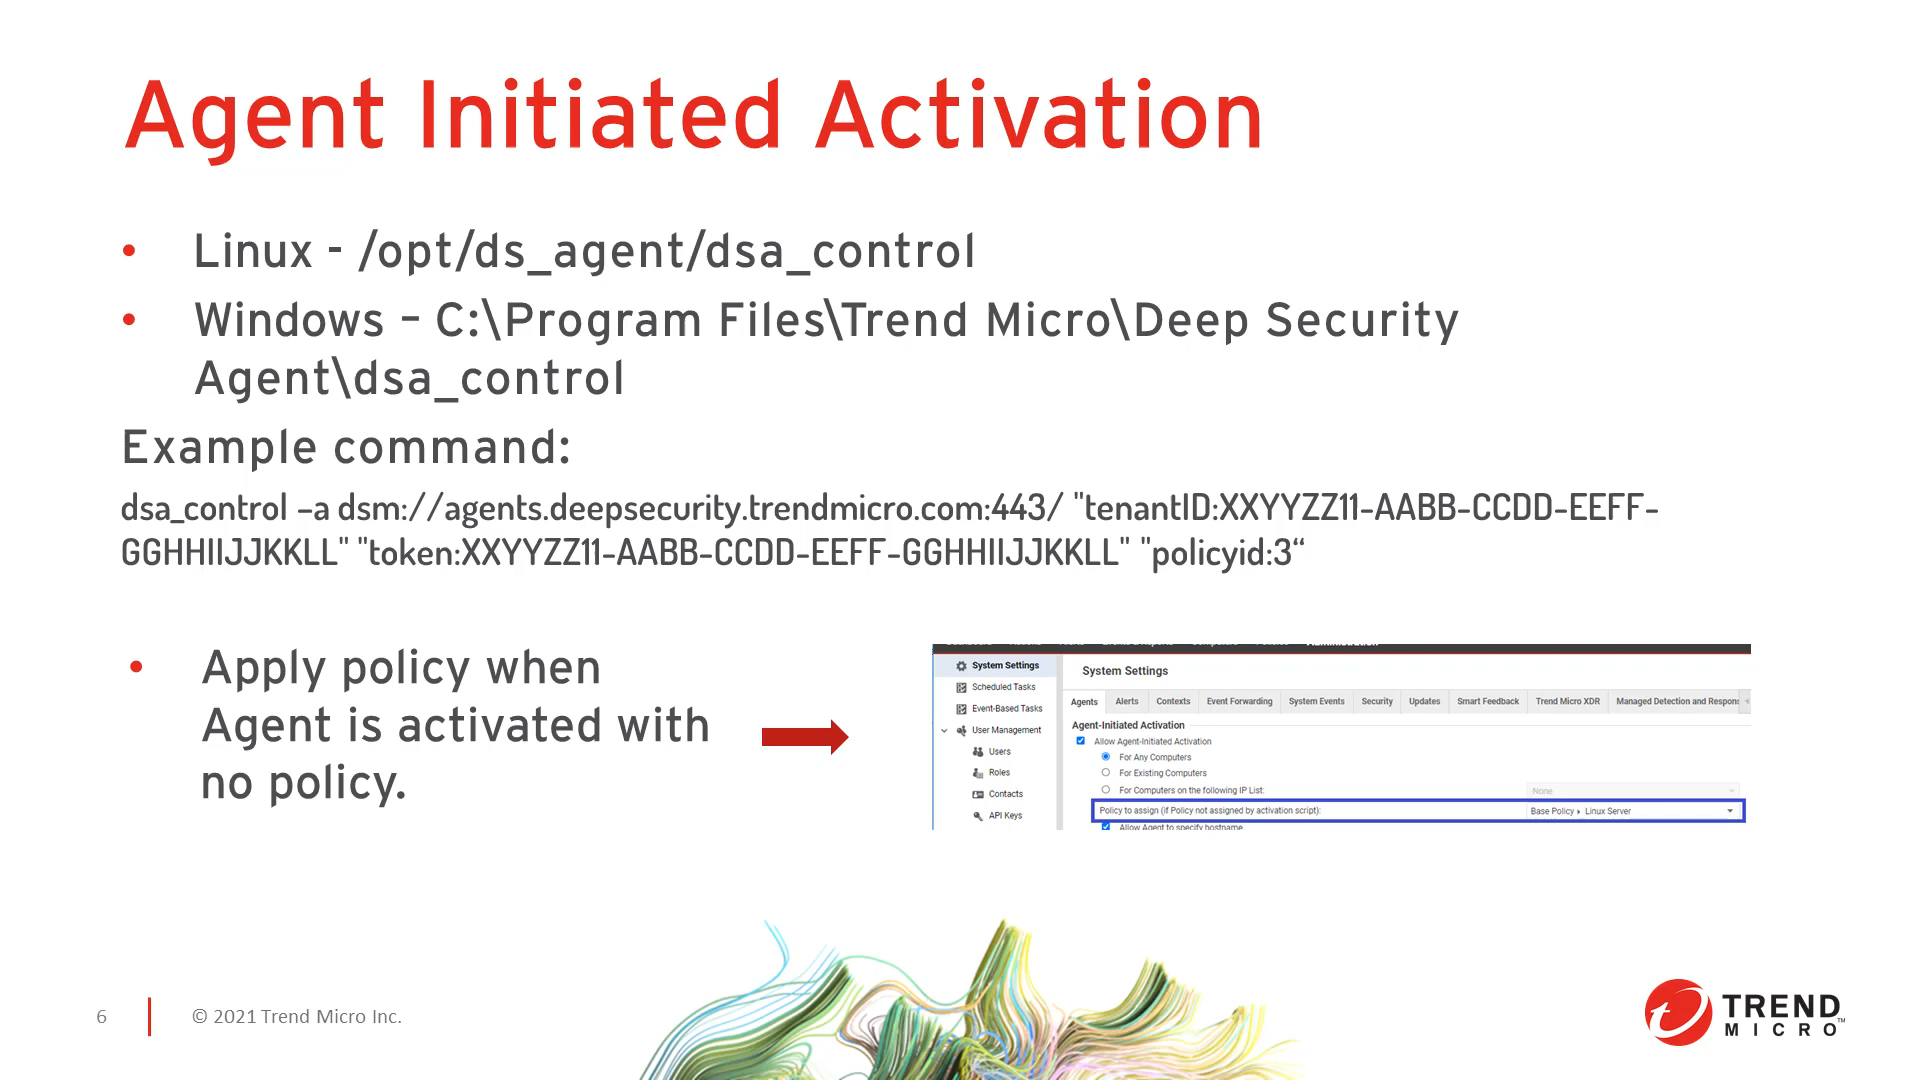 Agent Initiated Activation
• Linux - /opt/ds_agent/dsa_control
• Windows – C:\Program Files\Trend Micro\Deep Security
Agent\dsa_control
Example command:
dsa_control –a dsm://agents.deepsecurity.trendmicro.com:443/ "tenantID:XXYYZZ11-AABB-CCDD-EEFF-
GGHHIIJJKKLL" "token:XXYYZZ11-AABB-CCDD-EEFF-GGHHIIJJKKLL" "policyid:3“
• Apply policy when
Agent is activated with
no policy.
System Settings
Scheduled Tasks
Event-Based Tasks
User Management
Users
Roles
Contacts
API Keys
System Settings
Agents Alerts Contexts Event Forwarding System Events Security Updates Smart Feedback Trend Micro XDR Managed Detection and Respon
Agent-Initiated Activation
Allow Agent-Initiated Activation
For Any Computers
For Existing Computers
For Computers on the following IP List: None
Policy to assign (if Policy not assigned by activation script): Base Policy ▸ Linux Server
Allow Agent to specify hostname
6
© 2021 Trend Micro Inc.
TREND
MICRO™